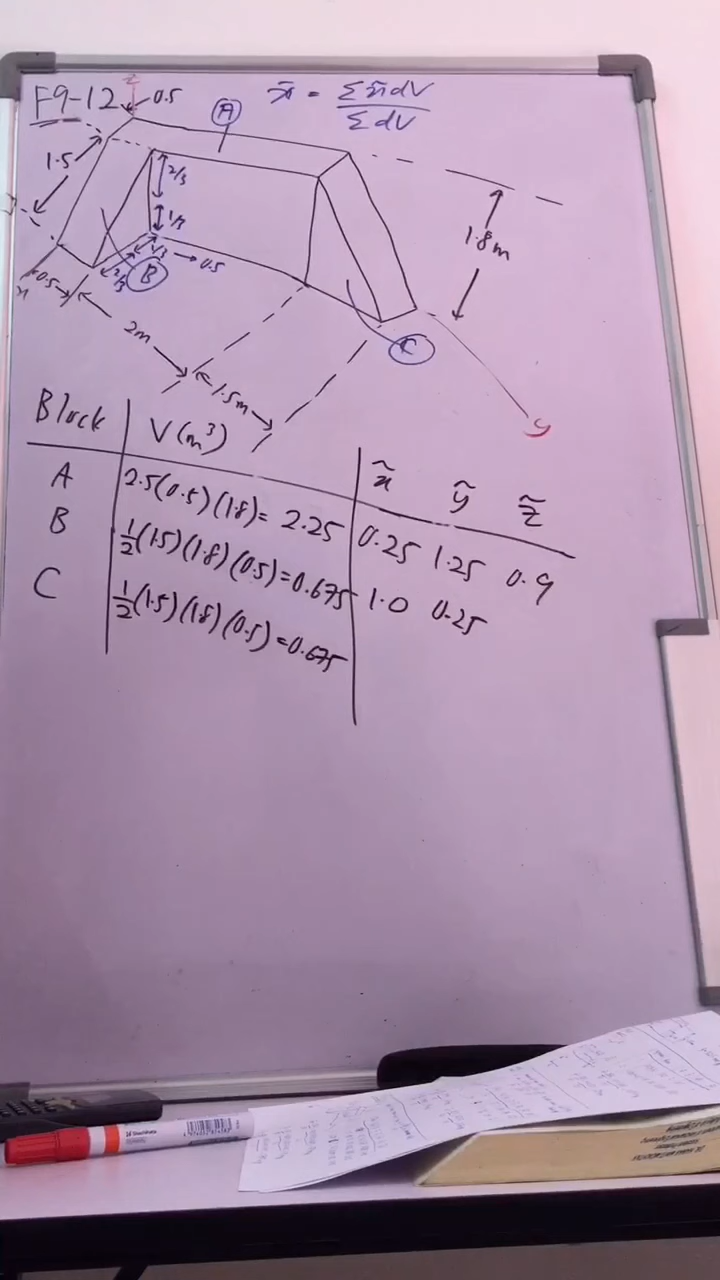 F9-12
z
0.5
A
x̄ = Σ x̃ dV / Σ dV
1.5
2/3
1/3
1/3
0.5
2/3
B
1.8m
x
0.5
2m
1.5m
C
y
Block V(m³) x̃ ỹ z̃
A 2.5(0.5)(1.8)= 2.25 0.25 1.25 0.9
B ½(1.5)(1.8)(0.5)=0.675 1.0 0.25
C ½(1.5)(1.8)(0.5)=0.675